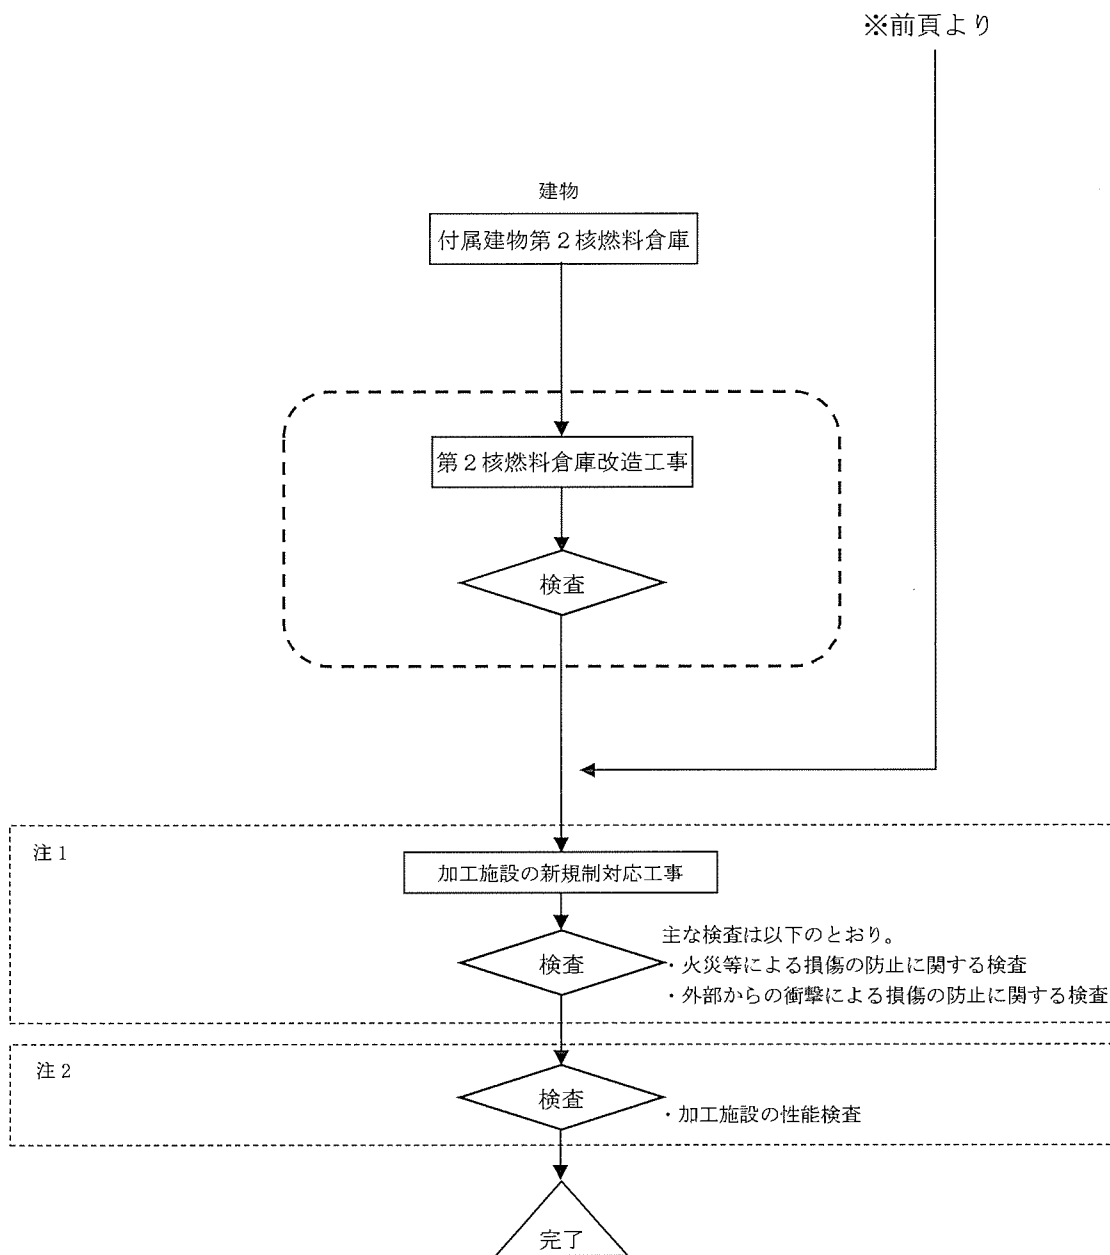 ※前頁より
建物
付属建物第２核燃料倉庫
第２核燃料倉庫改造工事
検査
注１
加工施設の新規制対応工事
検査
主な検査は以下のとおり。
・火災等による損傷の防止に関する検査
・外部からの衝撃による損傷の防止に関する検査
注２
検査
・加工施設の性能検査
完了